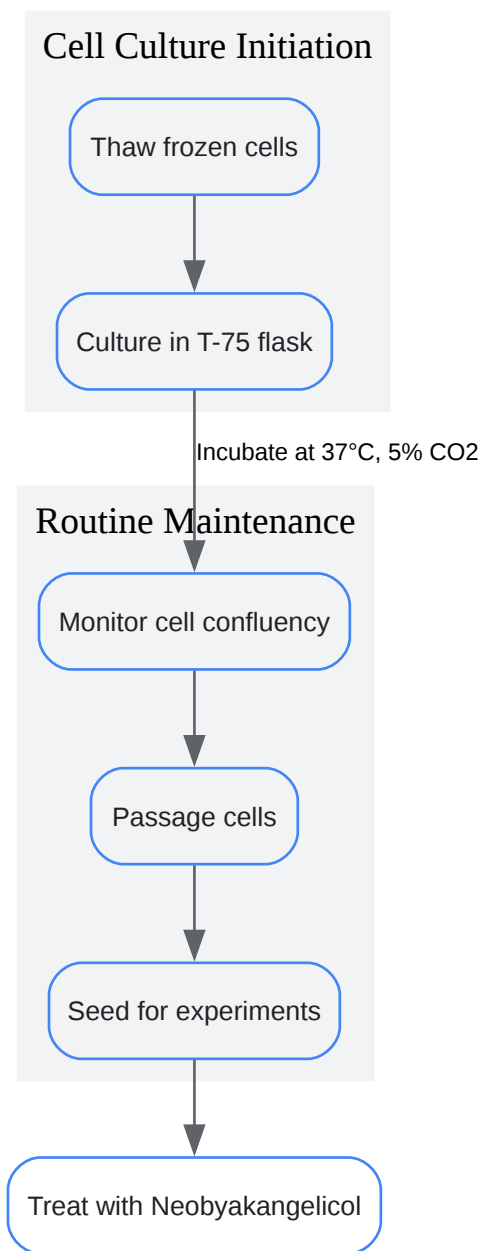 Cell Culture Initiation
Thaw frozen cells
Culture in T-75 flask
Incubate at 37°C, 5% CO2
Routine Maintenance
Monitor cell confluency
Passage cells
Seed for experiments
Treat with Neobyakangelicol